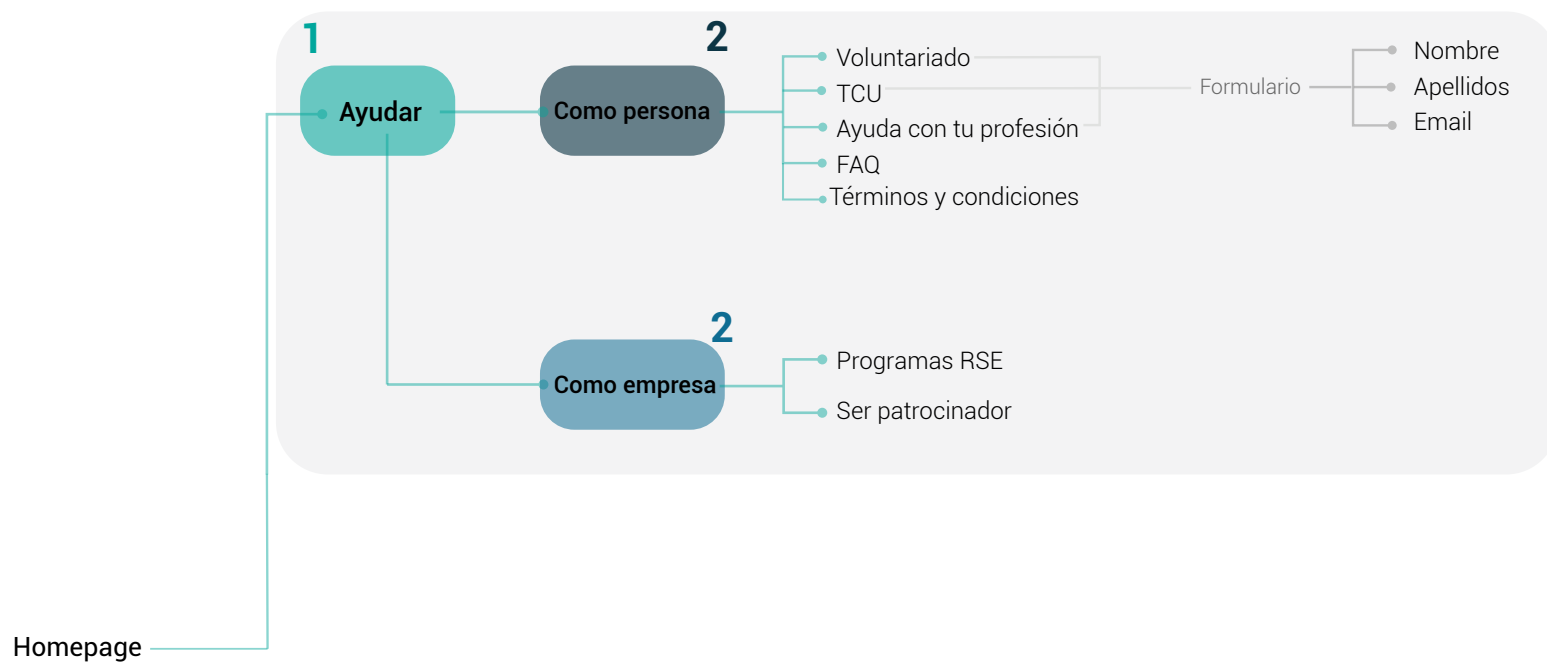 1
2
Ayudar
Como persona
Voluntariado
TCU
Ayuda con tu profesión
FAQ
Términos y condiciones
Formulario
Nombre
Apellidos
Email
2
Como empresa
Programas RSE
Ser patrocinador
Homepage